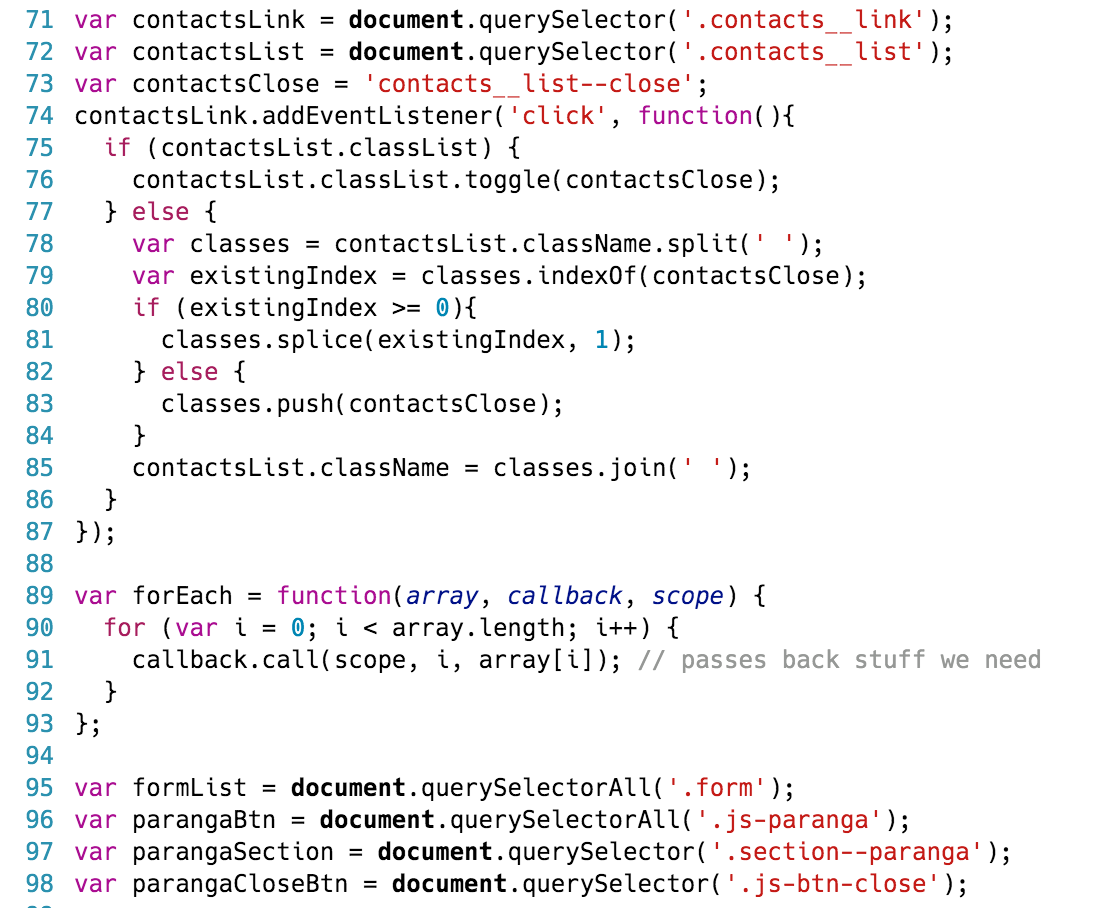 71 var contactsLink = document.querySelector('.contacts__link');
72 var contactsList = document.querySelector('.contacts__list');
73 var contactsClose = 'contacts__list--close';
74 contactsLink.addEventListener('click', function(){
75   if (contactsList.classList) {
76     contactsList.classList.toggle(contactsClose);
77   } else {
78     var classes = contactsList.className.split(' ');
79     var existingIndex = classes.indexOf(contactsClose);
80     if (existingIndex >= 0){
81       classes.splice(existingIndex, 1);
82     } else {
83       classes.push(contactsClose);
84     }
85     contactsList.className = classes.join(' ');
86   }
87 });
88
89 var forEach = function(array, callback, scope) {
90   for (var i = 0; i < array.length; i++) {
91     callback.call(scope, i, array[i]); // passes back stuff we need
92   }
93 };
94
95 var formList = document.querySelectorAll('.form');
96 var parangaBtn = document.querySelectorAll('.js-paranga');
97 var parangaSection = document.querySelector('.section--paranga');
98 var parangaCloseBtn = document.querySelector('.js-btn-close');